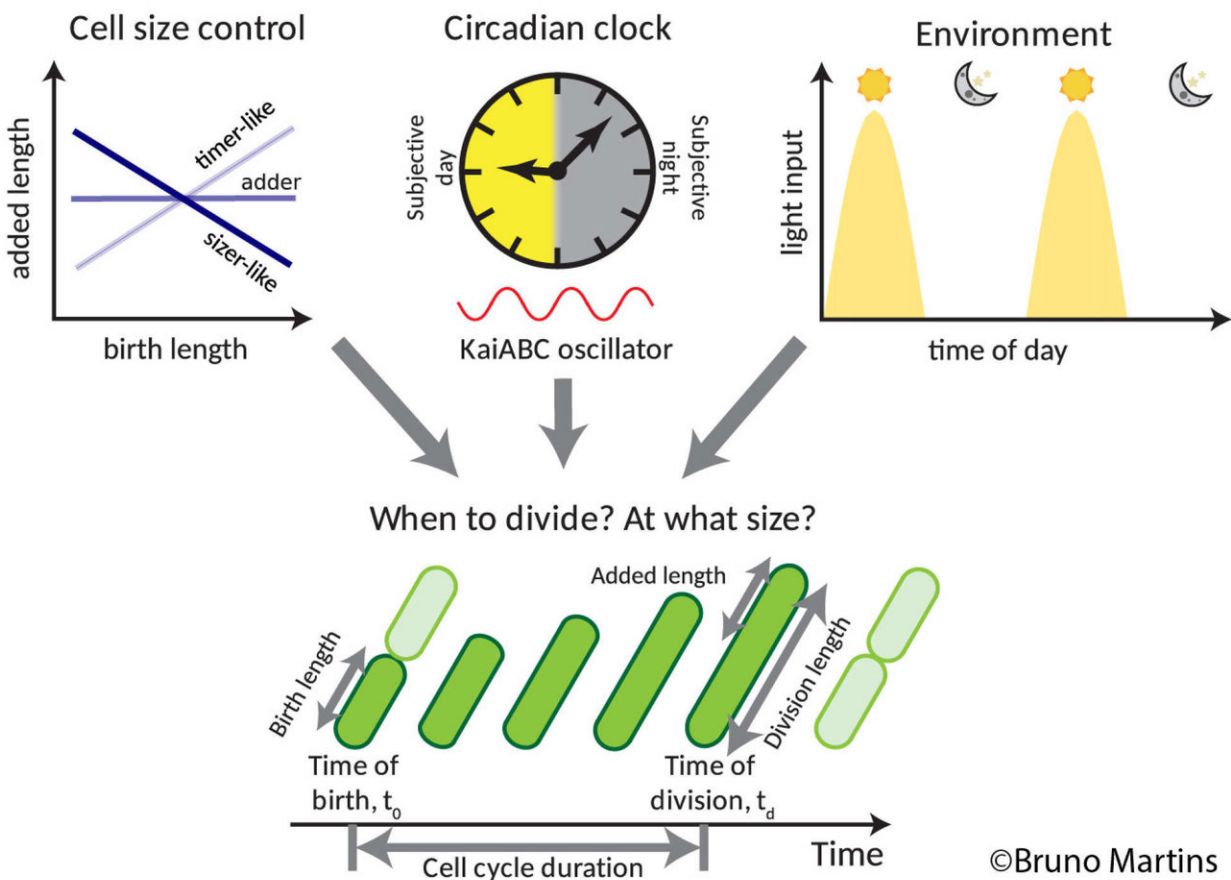 Cell size control
added length
timer-like
adder
sizer-like
birth length
Circadian clock
Subjective
day
Subjective
night
KaiABC oscillator
Environment
light input
time of day
When to divide? At what size?
Birth length
Added length
Division length
Time of
birth, t₀
Time of
division, t_d
Cell cycle duration
Time
©Bruno Martins